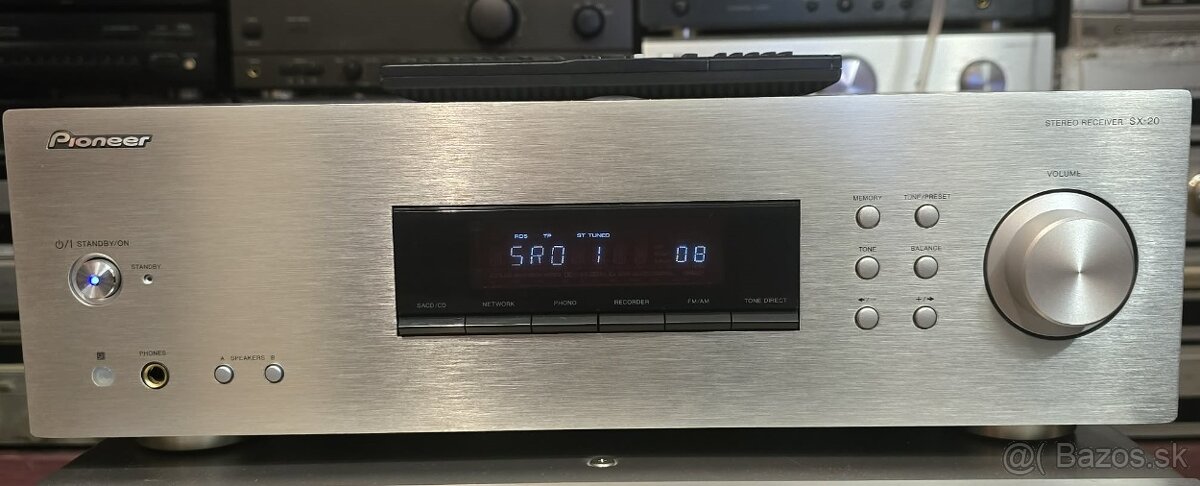 Pioneer
STEREO RECEIVER SX-20
VOLUME
MEMORY TUNE/PRESET
RDS TP ST TUNED
SRO 1 08
⏻/I STANDBY/ON
STANDBY
TONE BALANCE
SACD/CD NETWORK PHONO RECORDER FM/AM TONE DIRECT
PHONES
A SPEAKERS B
@( Bazos.sk